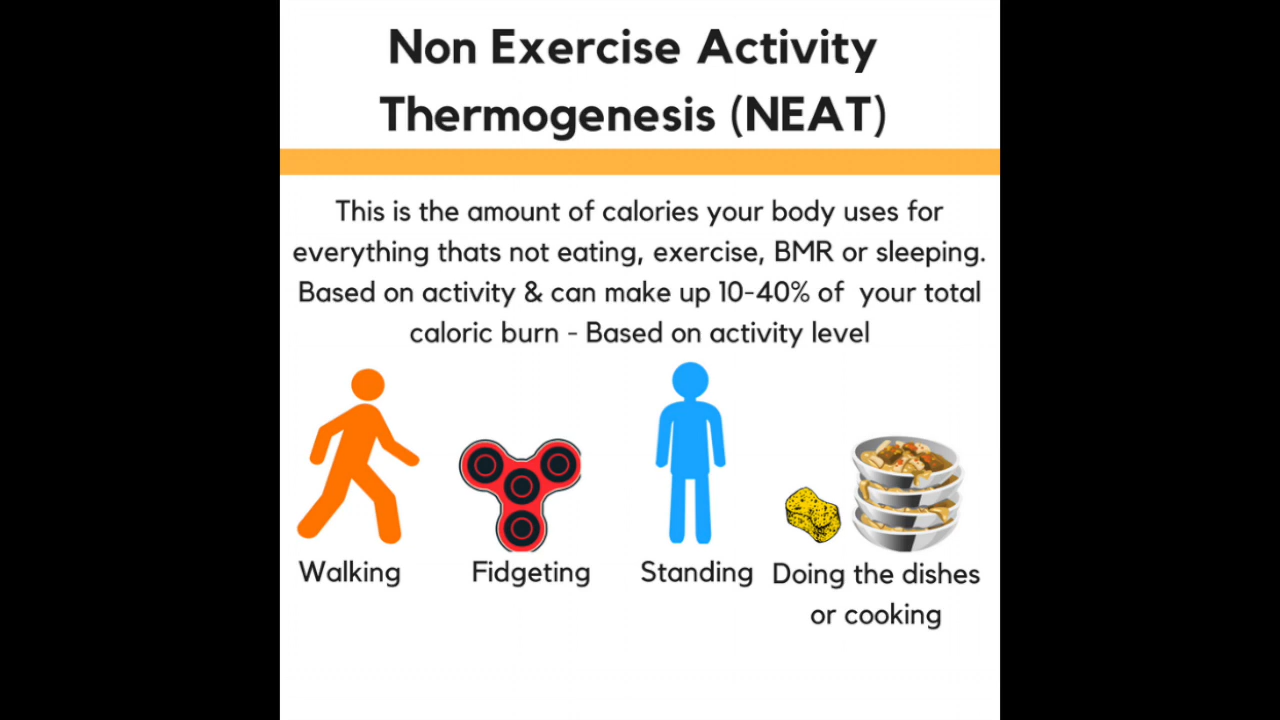 Non Exercise Activity
Thermogenesis (NEAT)
This is the amount of calories your body uses for
everything thats not eating, exercise, BMR or sleeping.
Based on activity & can make up 10-40% of  your total
caloric burn - Based on activity level
Walking
Fidgeting
Standing
Doing the dishes
or cooking